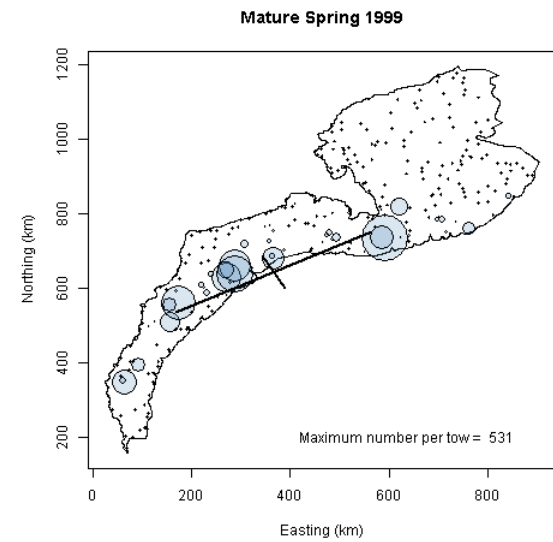 Mature Spring 1999
1200
1000
800
600
400
200
Northing (km)
Maximum number per tow = 531
0 200 400 600 800
Easting (km)